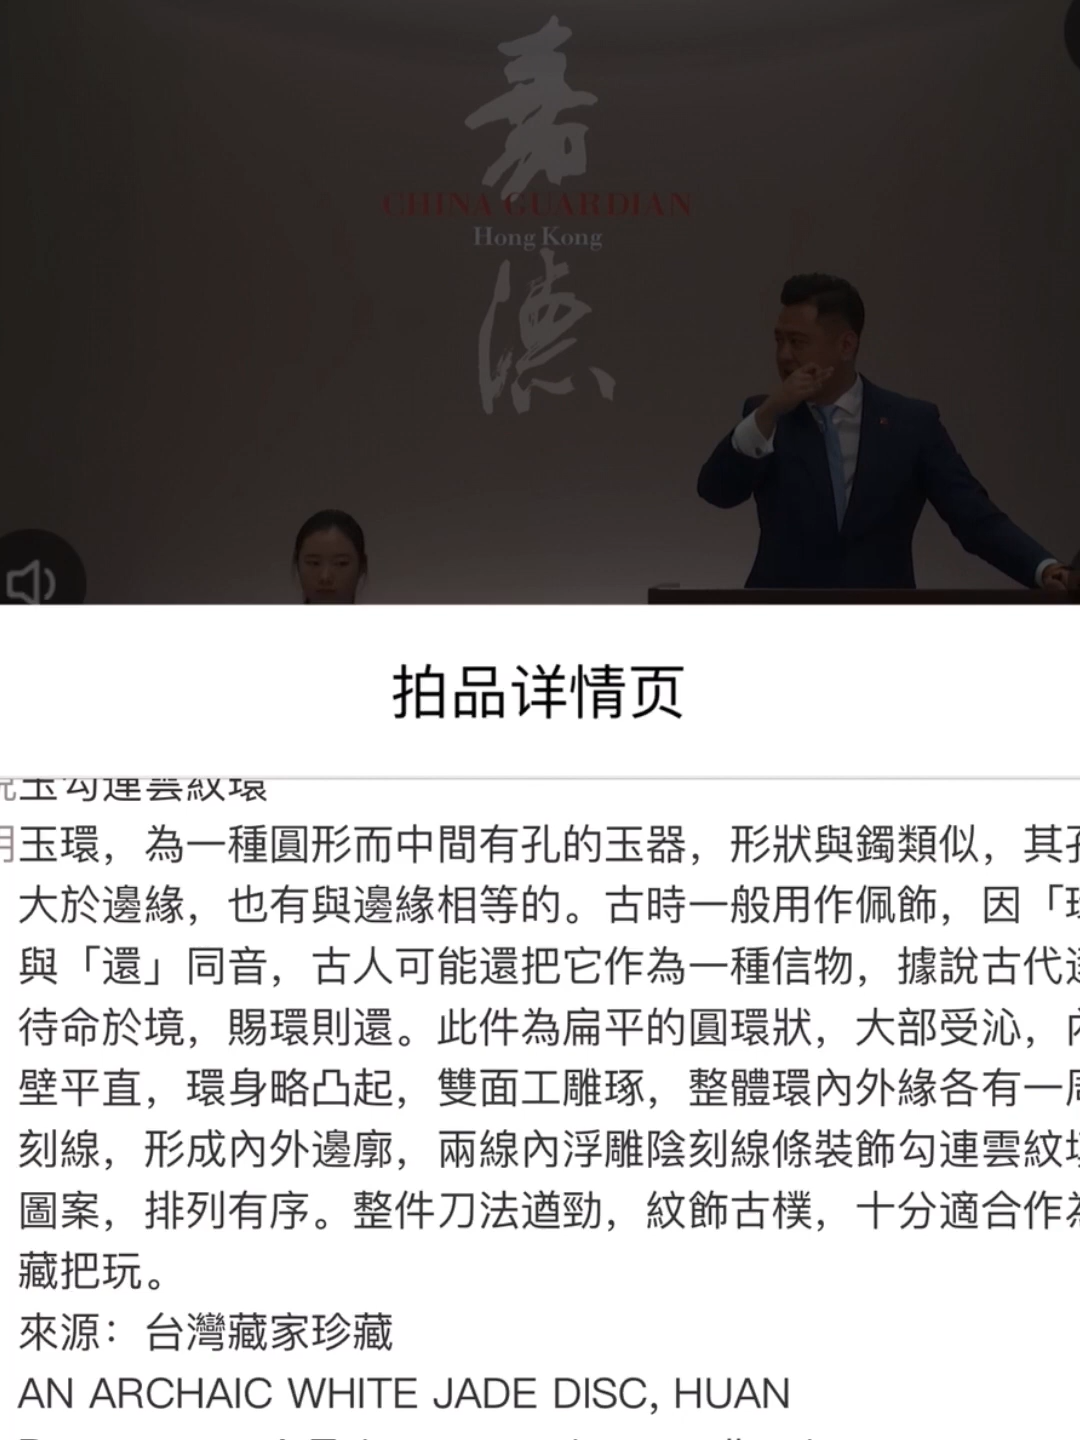 嘉
CHINA GUARDIAN
Hong Kong
德
拍品详情页
玉勾連雲紋環
玉環，為一種圓形而中間有孔的玉器，形狀與鐲類似，其
大於邊緣，也有與邊緣相等的。古時一般用作佩飾，因「
與「還」同音，古人可能還把它作為一種信物，據說古代
待命於境，賜環則還。此件為扁平的圓環狀，大部受沁，
壁平直，環身略凸起，雙面工雕琢，整體環內外緣各有一
刻線，形成內外邊廓，兩線內浮雕陰刻線條裝飾勾連雲紋
圖案，排列有序。整件刀法遒勁，紋飾古樸，十分適合作
藏把玩。
來源：台灣藏家珍藏
AN ARCHAIC WHITE JADE DISC, HUAN